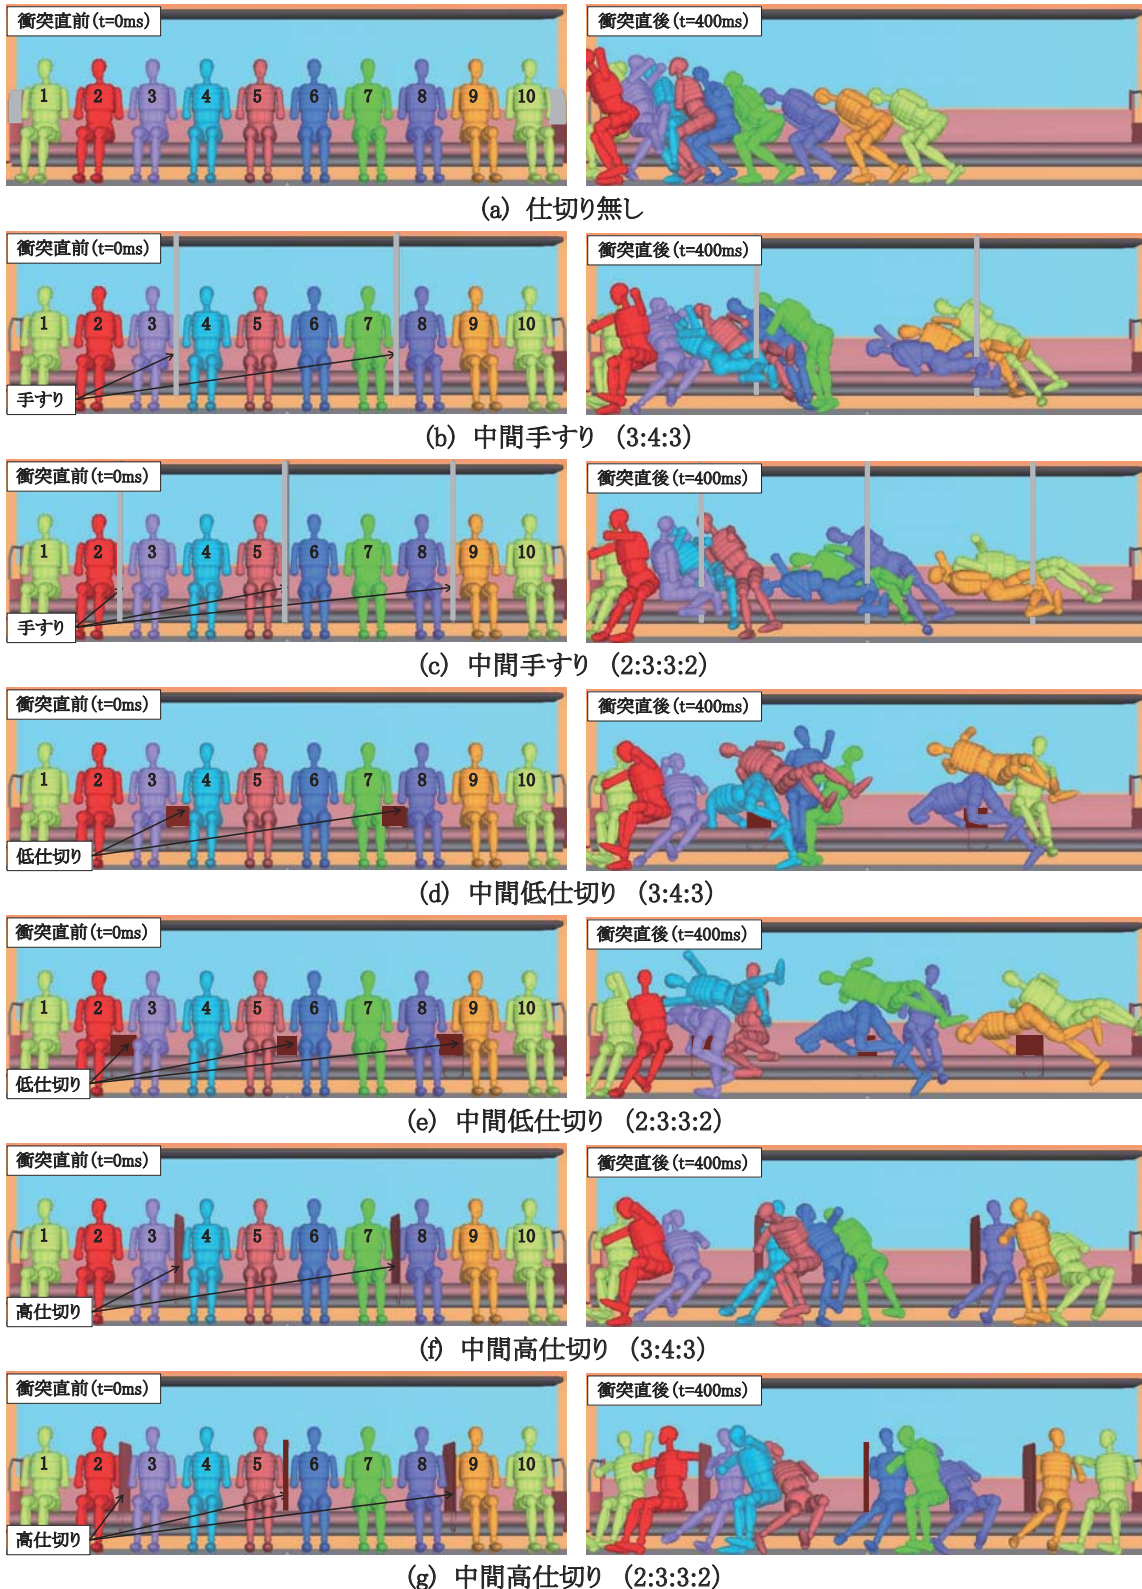 衝突直前(t=0ms)
衝突直後(t=400ms)
1 2 3 4 5 6 7 8 9 10
(a) 仕切り無し
衝突直前(t=0ms)
衝突直後(t=400ms)
1 2 3 4 5 6 7 8 9 10
手すり
(b) 中間手すり (3:4:3)
衝突直前(t=0ms)
衝突直後(t=400ms)
1 2 3 4 5 6 7 8 9 10
手すり
(c) 中間手すり (2:3:3:2)
衝突直前(t=0ms)
衝突直後(t=400ms)
1 2 3 4 5 6 7 8 9 10
低仕切り
(d) 中間低仕切り (3:4:3)
衝突直前(t=0ms)
衝突直後(t=400ms)
1 2 3 4 5 6 7 8 9 10
低仕切り
(e) 中間低仕切り (2:3:3:2)
衝突直前(t=0ms)
衝突直後(t=400ms)
1 2 3 4 5 6 7 8 9 10
高仕切り
(f) 中間高仕切り (3:4:3)
衝突直前(t=0ms)
衝突直後(t=400ms)
1 2 3 4 5 6 7 8 9 10
高仕切り
(g) 中間高仕切り (2:3:3:2)